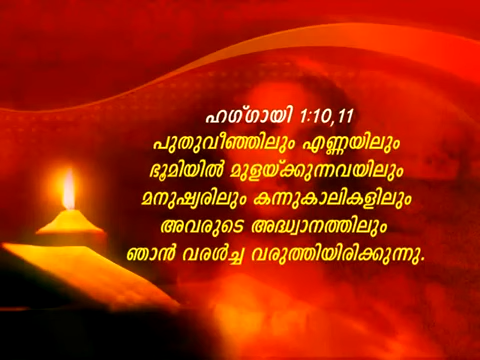 ഹഗ്ഗായി 1:10,11
പുതുവീഞ്ഞിലും എണ്ണയിലും
ഭൂമിയിൽ മുളയ്ക്കുന്നവയിലും
മനുഷ്യരിലും കന്നുകാലികളിലും
അവരുടെ അദ്ധ്വാനത്തിലും
ഞാൻ വരൾച്ച വരുത്തിയിരിക്കുന്നു.